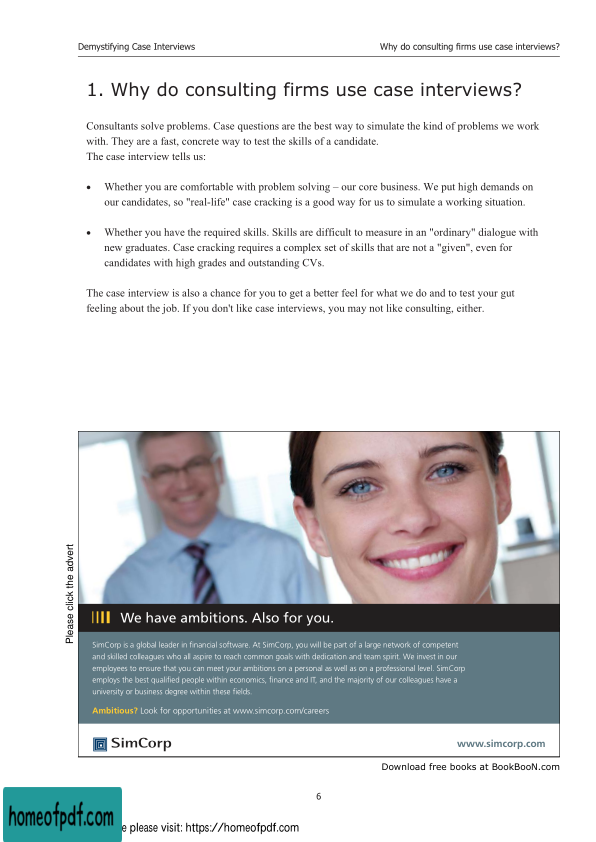 Demystifying Case Interviews
Why do consulting firms use case interviews?
1. Why do consulting firms use case interviews?
Consultants solve problems. Case questions are the best way to simulate the kind of problems we work
with. They are a fast, concrete way to test the skills of a candidate.
The case interview tells us:
• Whether you are comfortable with problem solving – our core business. We put high demands on
our candidates, so "real-life" case cracking is a good way for us to simulate a working situation.
• Whether you have the required skills. Skills are difficult to measure in an "ordinary" dialogue with
new graduates. Case cracking requires a complex set of skills that are not a "given", even for
candidates with high grades and outstanding CVs.
The case interview is also a chance for you to get a better feel for what we do and to test your gut
feeling about the job. If you don't like case interviews, you may not like consulting, either.
Please click the advert
We have ambitions. Also for you.
SimCorp is a global leader in financial software. At SimCorp, you will be part of a large network of competent
and skilled colleagues who all aspire to reach common goals with dedication and team spirit. We invest in our
employees to ensure that you can meet your ambitions on a personal as well as on a professional level. SimCorp
employs the best qualified people within economics, finance and IT, and the majority of our colleagues have a
university or business degree within these fields.
Ambitious? Look for opportunities at www.simcorp.com/careers
SimCorp
www.simcorp.com
Download free books at BookBooN.com
6
homeofpdf.com
e please visit: https://homeofpdf.com